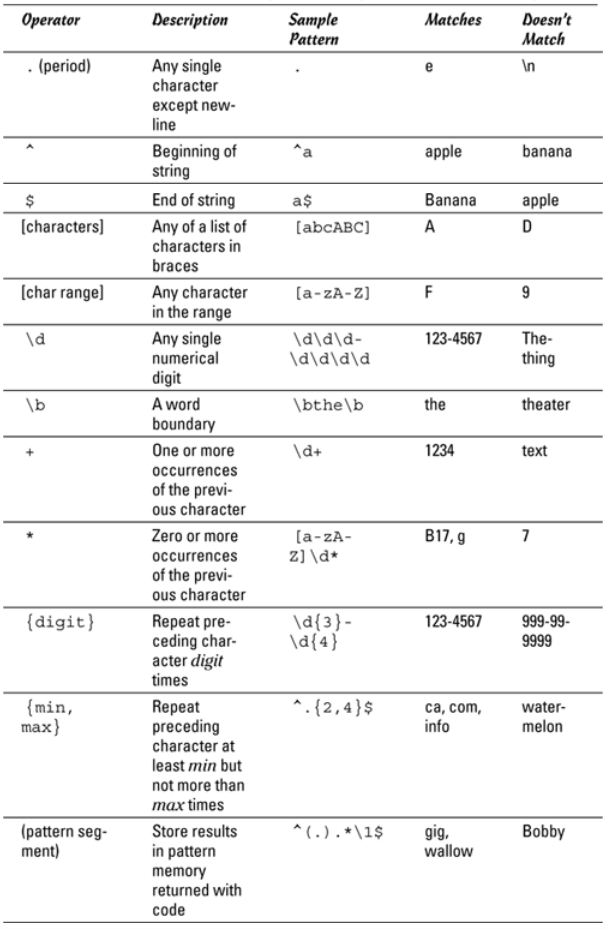 Operator Description Sample Pattern Matches Doesn't Match
. (period) Any single character except new-line . e \n
^ Beginning of string ^a apple banana
$ End of string a$ Banana apple
[characters] Any of a list of characters in braces [abcABC] A D
[char range] Any character in the range [a-zA-Z] F 9
\d Any single numerical digit \d\d\d-\d\d\d\d 123-4567 The-thing
\b A word boundary \bthe\b the theater
+ One or more occurrences of the previ-ous character \d+ 1234 text
* Zero or more occurrences of the previ-ous character [a-zA-Z]\d* B17, g 7
{digit} Repeat pre-ceding char-acter digit times \d{3}-\d{4} 123-4567 999-99-9999
{min, max} Repeat preceding character at least min but not more than max times ^.{2,4}$ ca, com, info water-melon
(pattern seg-ment) Store results in pattern memory returned with code ^(.).*\1$ gig, wallow Bobby